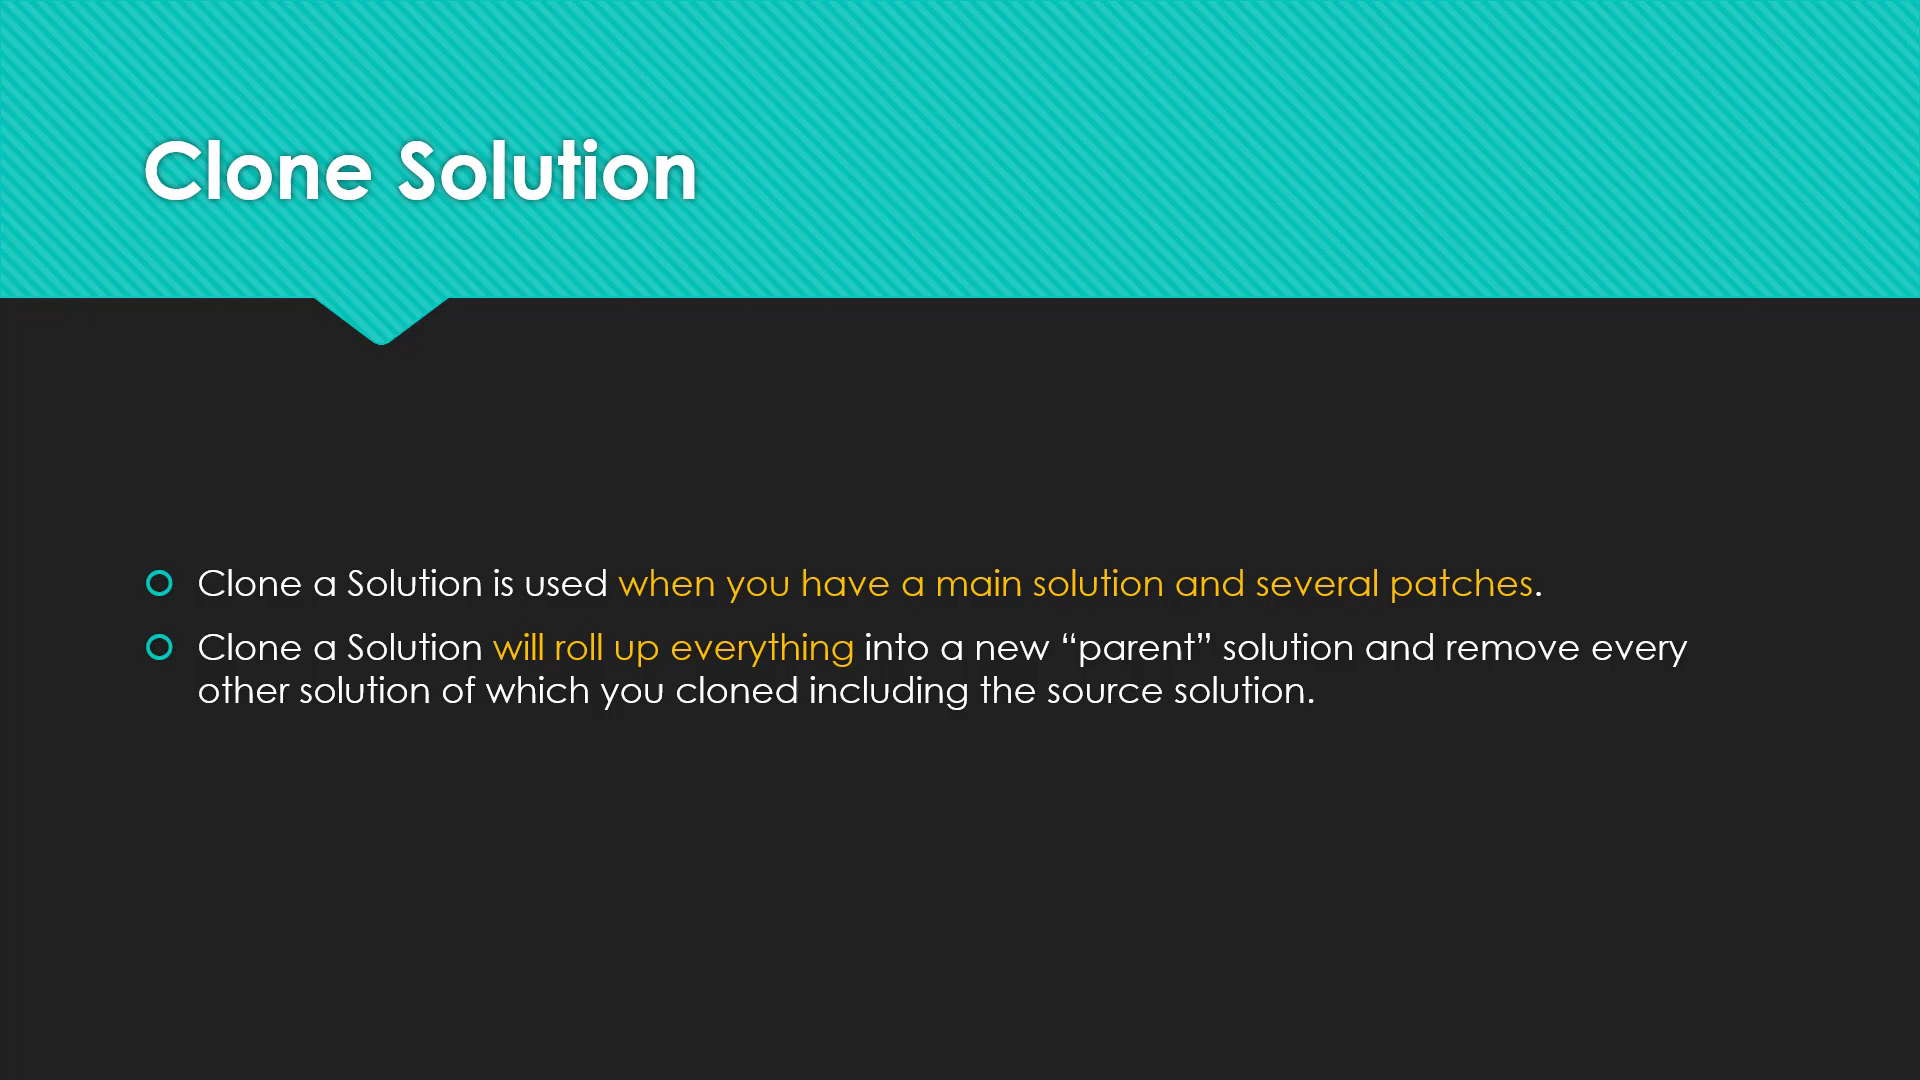 Clone Solution
Clone a Solution is used when you have a main solution and several patches.
Clone a Solution will roll up everything into a new “parent” solution and remove every
other solution of which you cloned including the source solution.